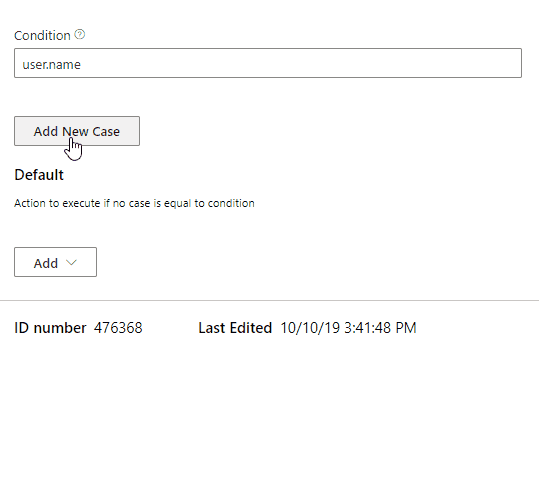 Condition
user.name
Add New Case
Default
Action to execute if no case is equal to condition
Add
ID number 476368 Last Edited 10/10/19 3:41:48 PM